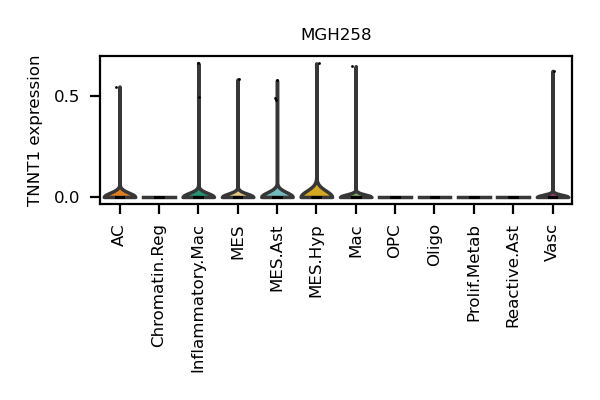 MGH258
TNNT1 expression
0.5
0.0
AC
Chromatin.Reg
Inflammatory.Mac
MES
MES.Ast
MES.Hyp
Mac
OPC
Oligo
Prolif.Metab
Reactive.Ast
Vasc